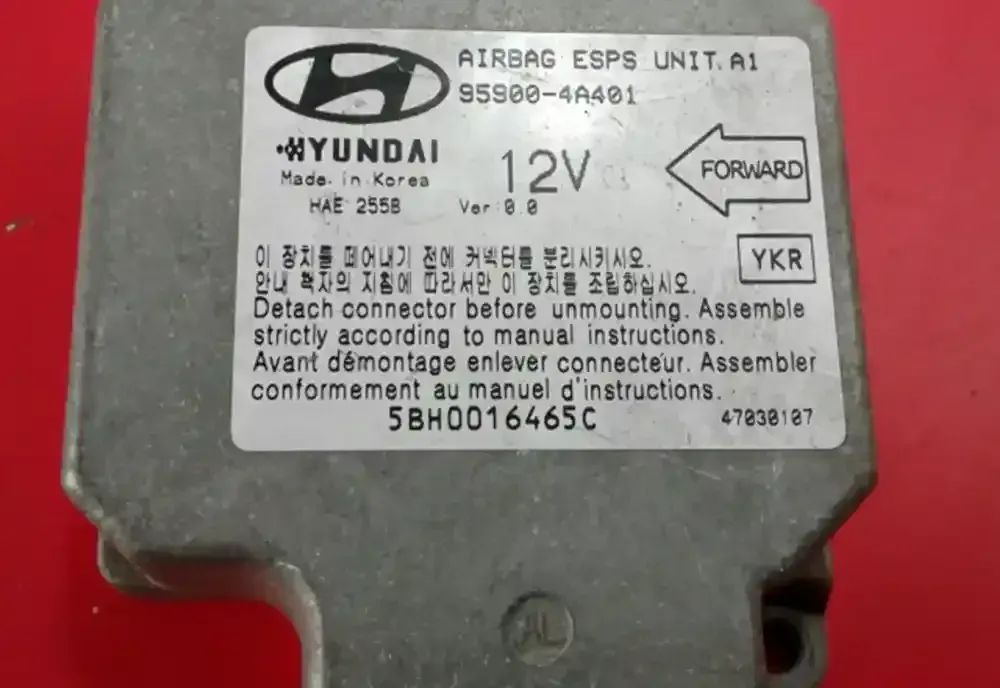 AIRBAG ESPS UNIT.A1
95900-4A401
HYUNDAI
Made in Korea
12V
FORWARD
HAE 2558
Ver:0.0
YKR
이 장치를 떼어내기 전에 커넥터를 분리시키시오.
안내 책자의 지침에 따라서만 이 장치를 조립하십시오.
Detach connector before unmounting. Assemble
strictly according to manual instructions.
Avant démontage enlever connecteur. Assembler
conformement au manuel d'instructions.
5BH0016465C
47030107
AL